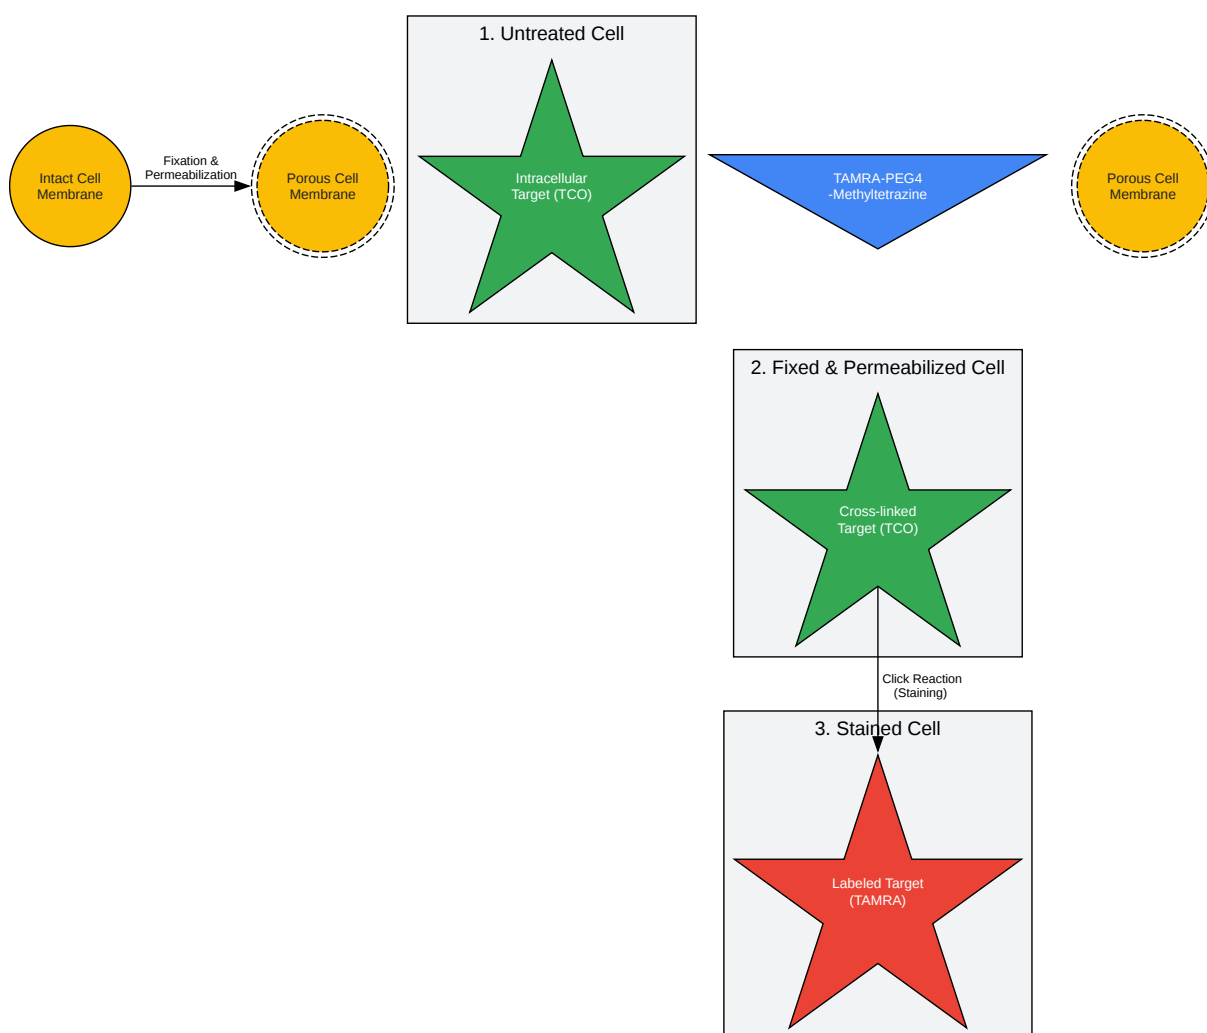 1. Untreated Cell
Intact Cell
Membrane
Fixation &
Permeabilization
Porous Cell
Membrane
Intracellular
Target (TCO)
TAMRA-PEG4
-Methyltetrazine
Porous Cell
Membrane
2. Fixed & Permeabilized Cell
Cross-linked
Target (TCO)
Click Reaction
(Staining)
3. Stained Cell
Labeled Target
(TAMRA)